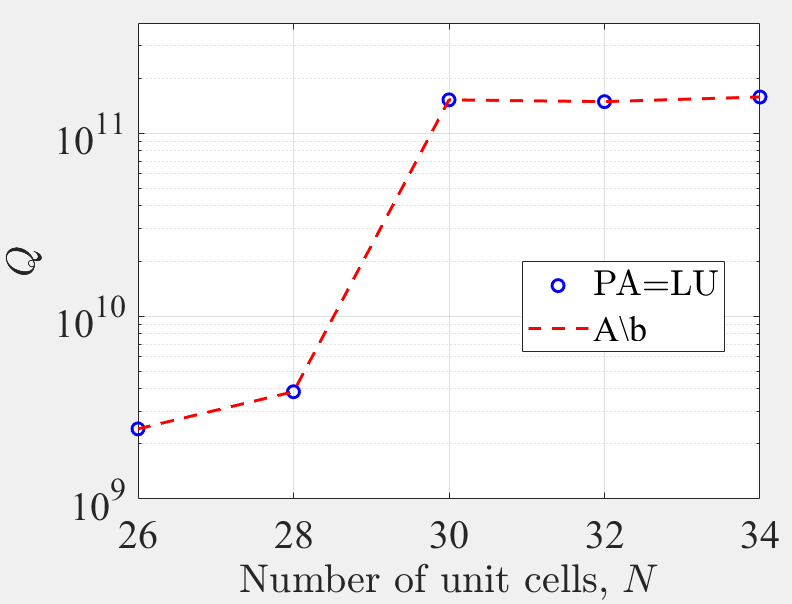 10^11
10^10
10^9
Q
PA=LU
A\b
26 28 30 32 34
Number of unit cells, N